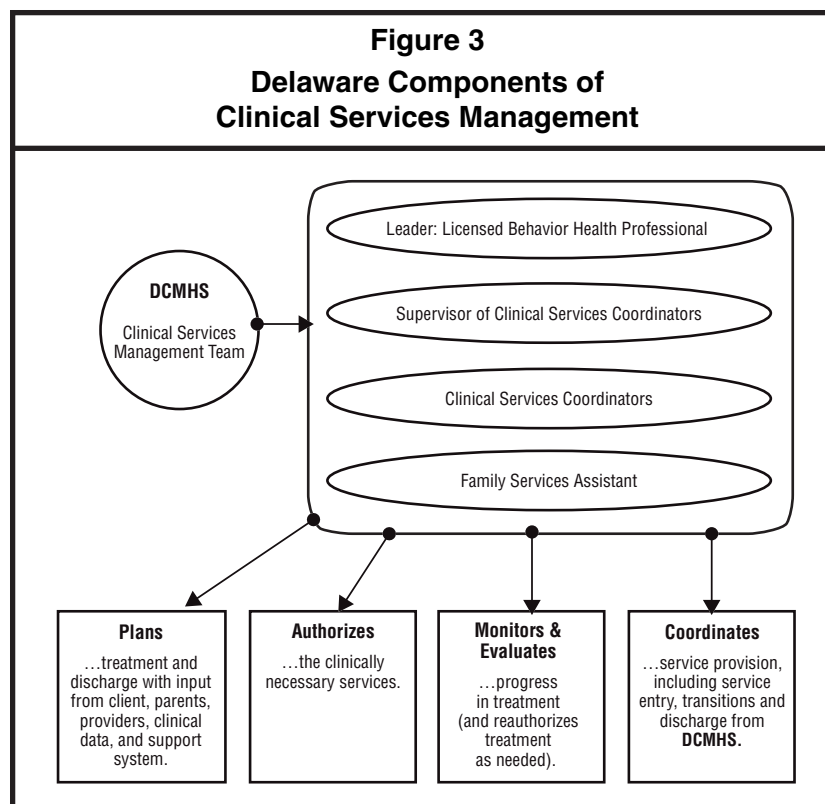 Figure 3
Delaware Components of
Clinical Services Management
DCMHS
Clinical Services
Management Team
Leader: Licensed Behavior Health Professional
Supervisor of Clinical Services Coordinators
Clinical Services Coordinators
Family Services Assistant
Plans
…treatment and
discharge with input
from client, parents,
providers, clinical
data, and support
system.
Authorizes
…the clinically
necessary services.
Monitors &
Evaluates
…progress
in treatment
(and reauthorizes
treatment
as needed).
Coordinates
…service provision,
including service
entry, transitions and
discharge from
DCMHS.